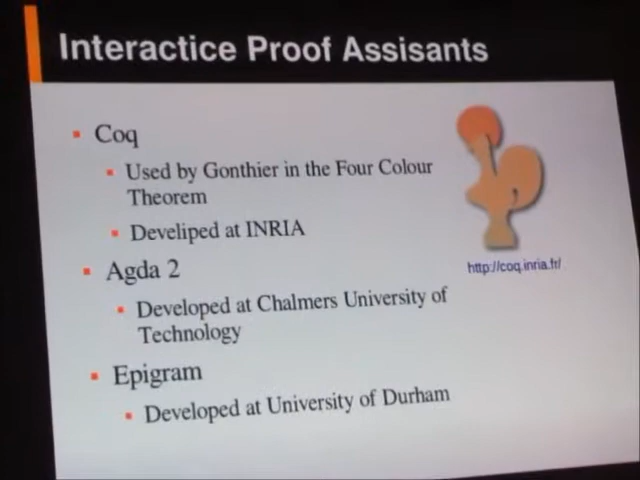 Interactice Proof Assisants
Coq
Used by Gonthier in the Four Colour
Theorem
Develiped at INRIA
http://coq.inria.fr/
Agda 2
Developed at Chalmers University of
Technology
Epigram
Developed at University of Durham